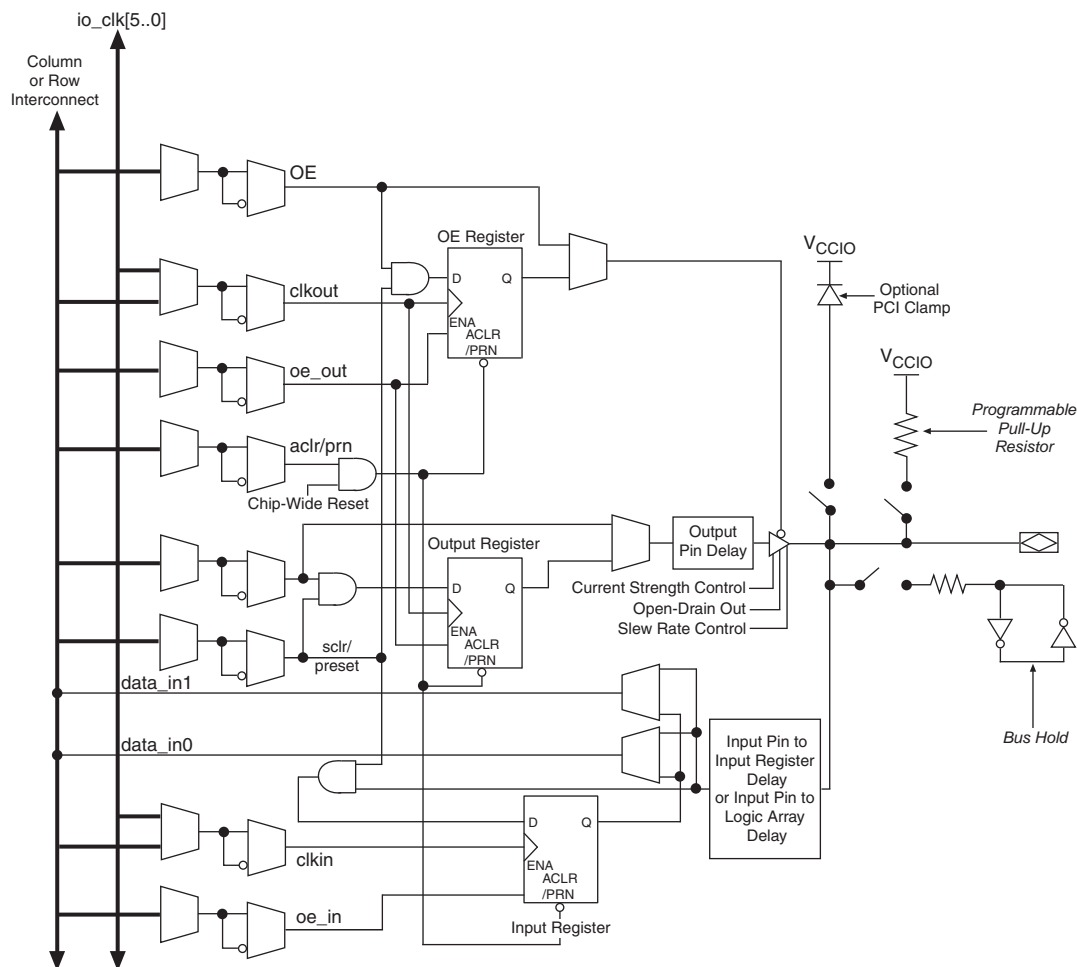 io_clk[5..0]
Column
or Row
Interconnect
OE
OE Register
D
Q
ENA
ACLR
/PRN
clkout
oe_out
aclr/prn
Chip-Wide Reset
VCCIO
Optional
PCI Clamp
VCCIO
Programmable
Pull-Up
Resistor
Output Register
D
Q
ENA
ACLR
/PRN
Output
Pin Delay
Current Strength Control
Open-Drain Out
Slew Rate Control
sclr/
preset
data_in1
data_in0
Bus Hold
Input Pin to
Input Register
Delay
or Input Pin to
Logic Array
Delay
D
Q
ENA
ACLR
/PRN
clkin
oe_in
Input Register